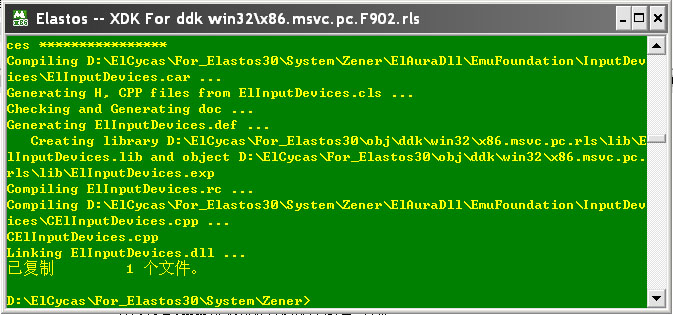 Elastos -- XDK For ddk win32\x86.msvc.pc.F902.rls
ces ****************
Compiling D:\ElCycas\For_Elastos30\System\Zener\ElAuraDll\EmuFoundation\InputDev
ices\ElInputDevices.car ...
Generating H, CPP files from ElInputDevices.cls ...
Checking and Generating doc ...
Generating ElInputDevices.def ...
   Creating library D:\ElCycas\For_Elastos30\obj\ddk\win32\x86.msvc.pc.rls\lib\E
lInputDevices.lib and object D:\ElCycas\For_Elastos30\obj\ddk\win32\x86.msvc.pc.
rls\lib\ElInputDevices.exp
Compiling ElInputDevices.rc ...
Compiling D:\ElCycas\For_Elastos30\System\Zener\ElAuraDll\EmuFoundation\InputDev
ices\CElInputDevices.cpp ...
CElInputDevices.cpp
Linking ElInputDevices.dll ...
已复制         1 个文件。
D:\ElCycas\For_Elastos30\System\Zener>